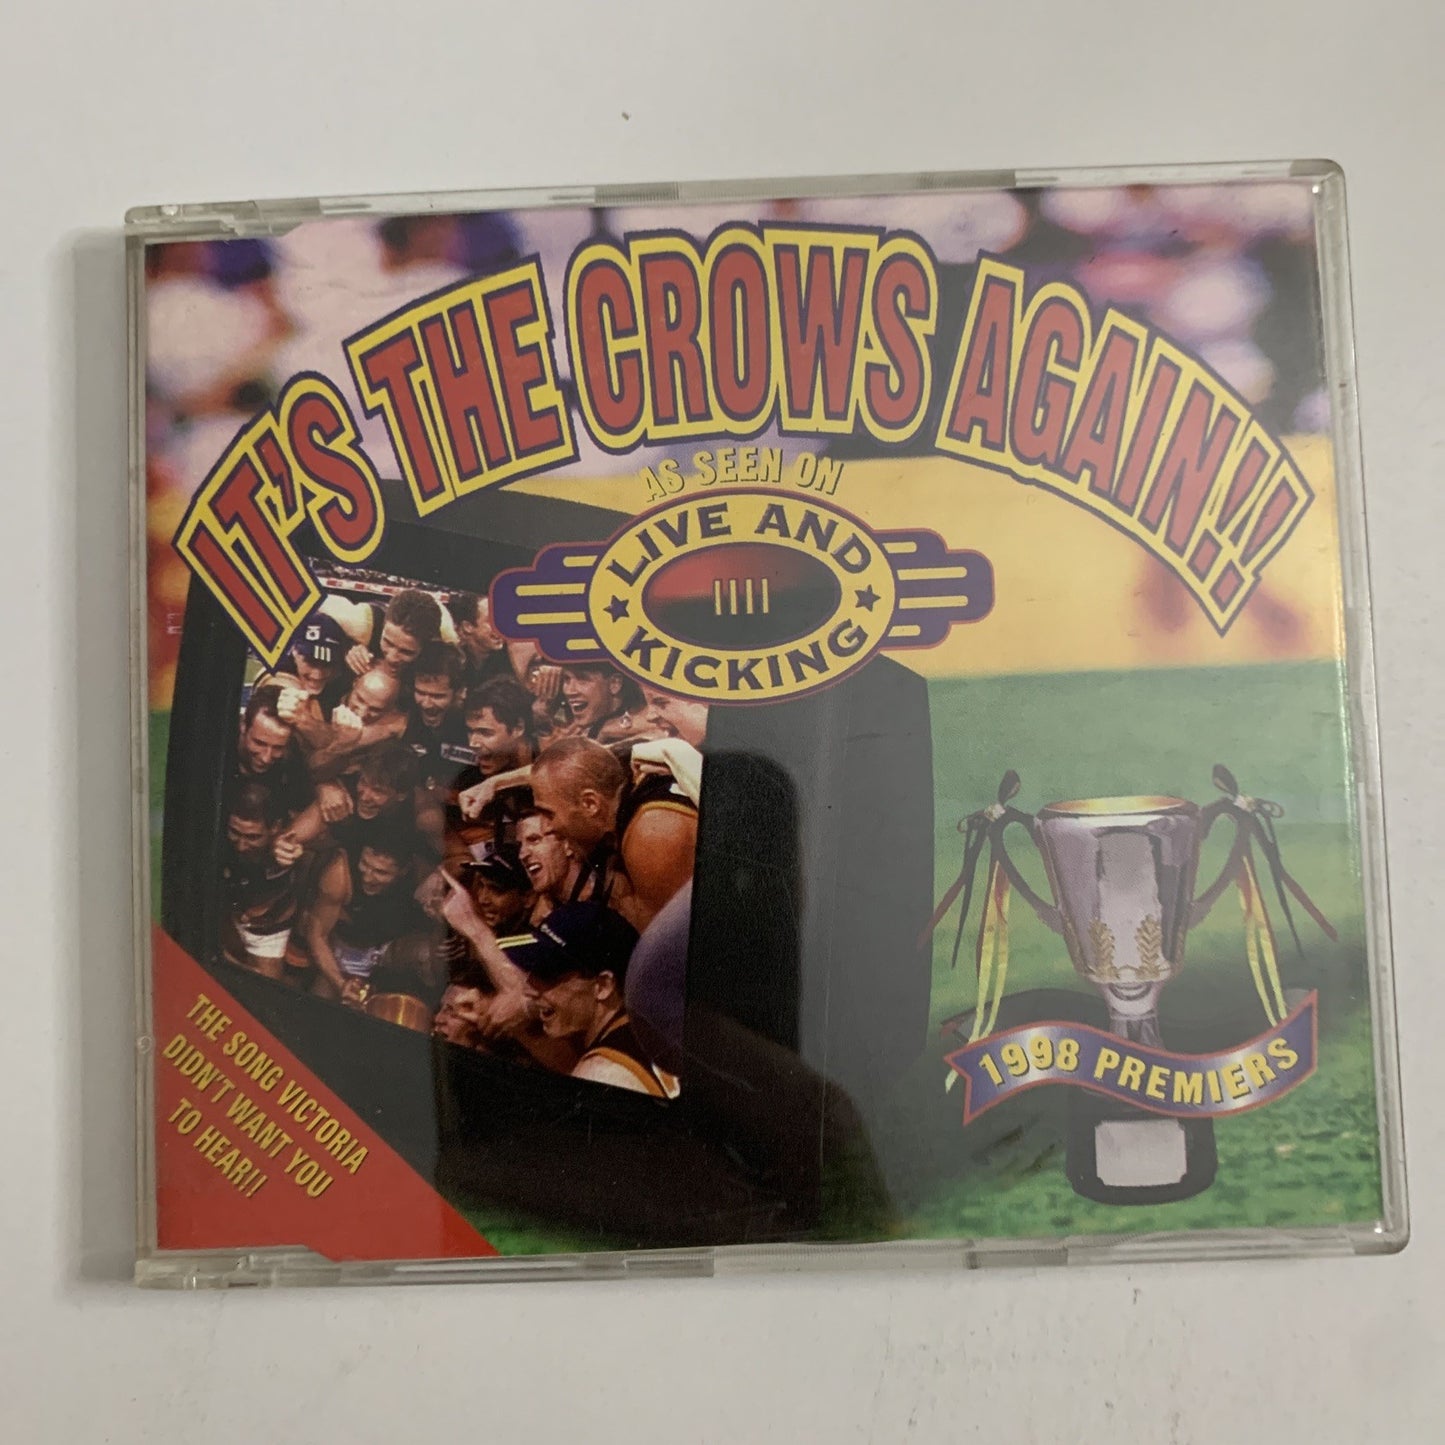 IT'S THE CROWS AGAIN!!
AS SEEN ON
LIVE AND
KICKING
1998 PREMIERS
THE SONG VICTORIA
DIDN'T WANT YOU
TO HEAR!!